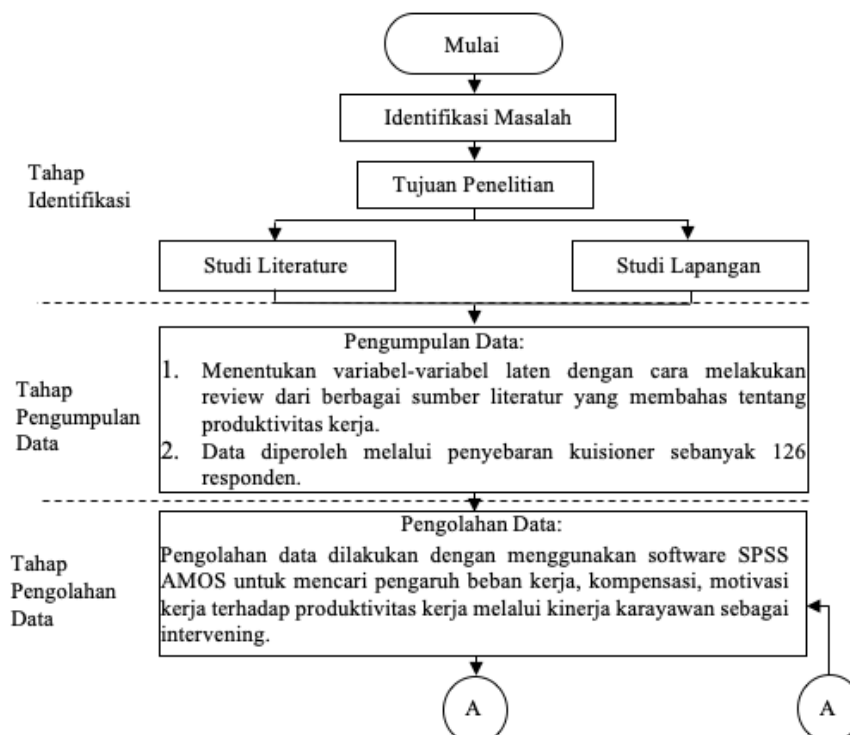 Mulai
Identifikasi Masalah
Tahap
Identifikasi
Tujuan Penelitian
Studi Literature
Studi Lapangan
Tahap
Pengumpulan
Data
Pengumpulan Data:
1. Menentukan variabel-variabel laten dengan cara melakukan
review dari berbagai sumber literatur yang membahas tentang
produktivitas kerja.
2. Data diperoleh melalui penyebaran kuisioner sebanyak 126
responden.
Tahap
Pengolahan
Data
Pengolahan Data:
Pengolahan data dilakukan dengan menggunakan software SPSS
AMOS untuk mencari pengaruh beban kerja, kompensasi, motivasi
kerja terhadap produktivitas kerja melalui kinerja karayawan sebagai
intervening.
A
A